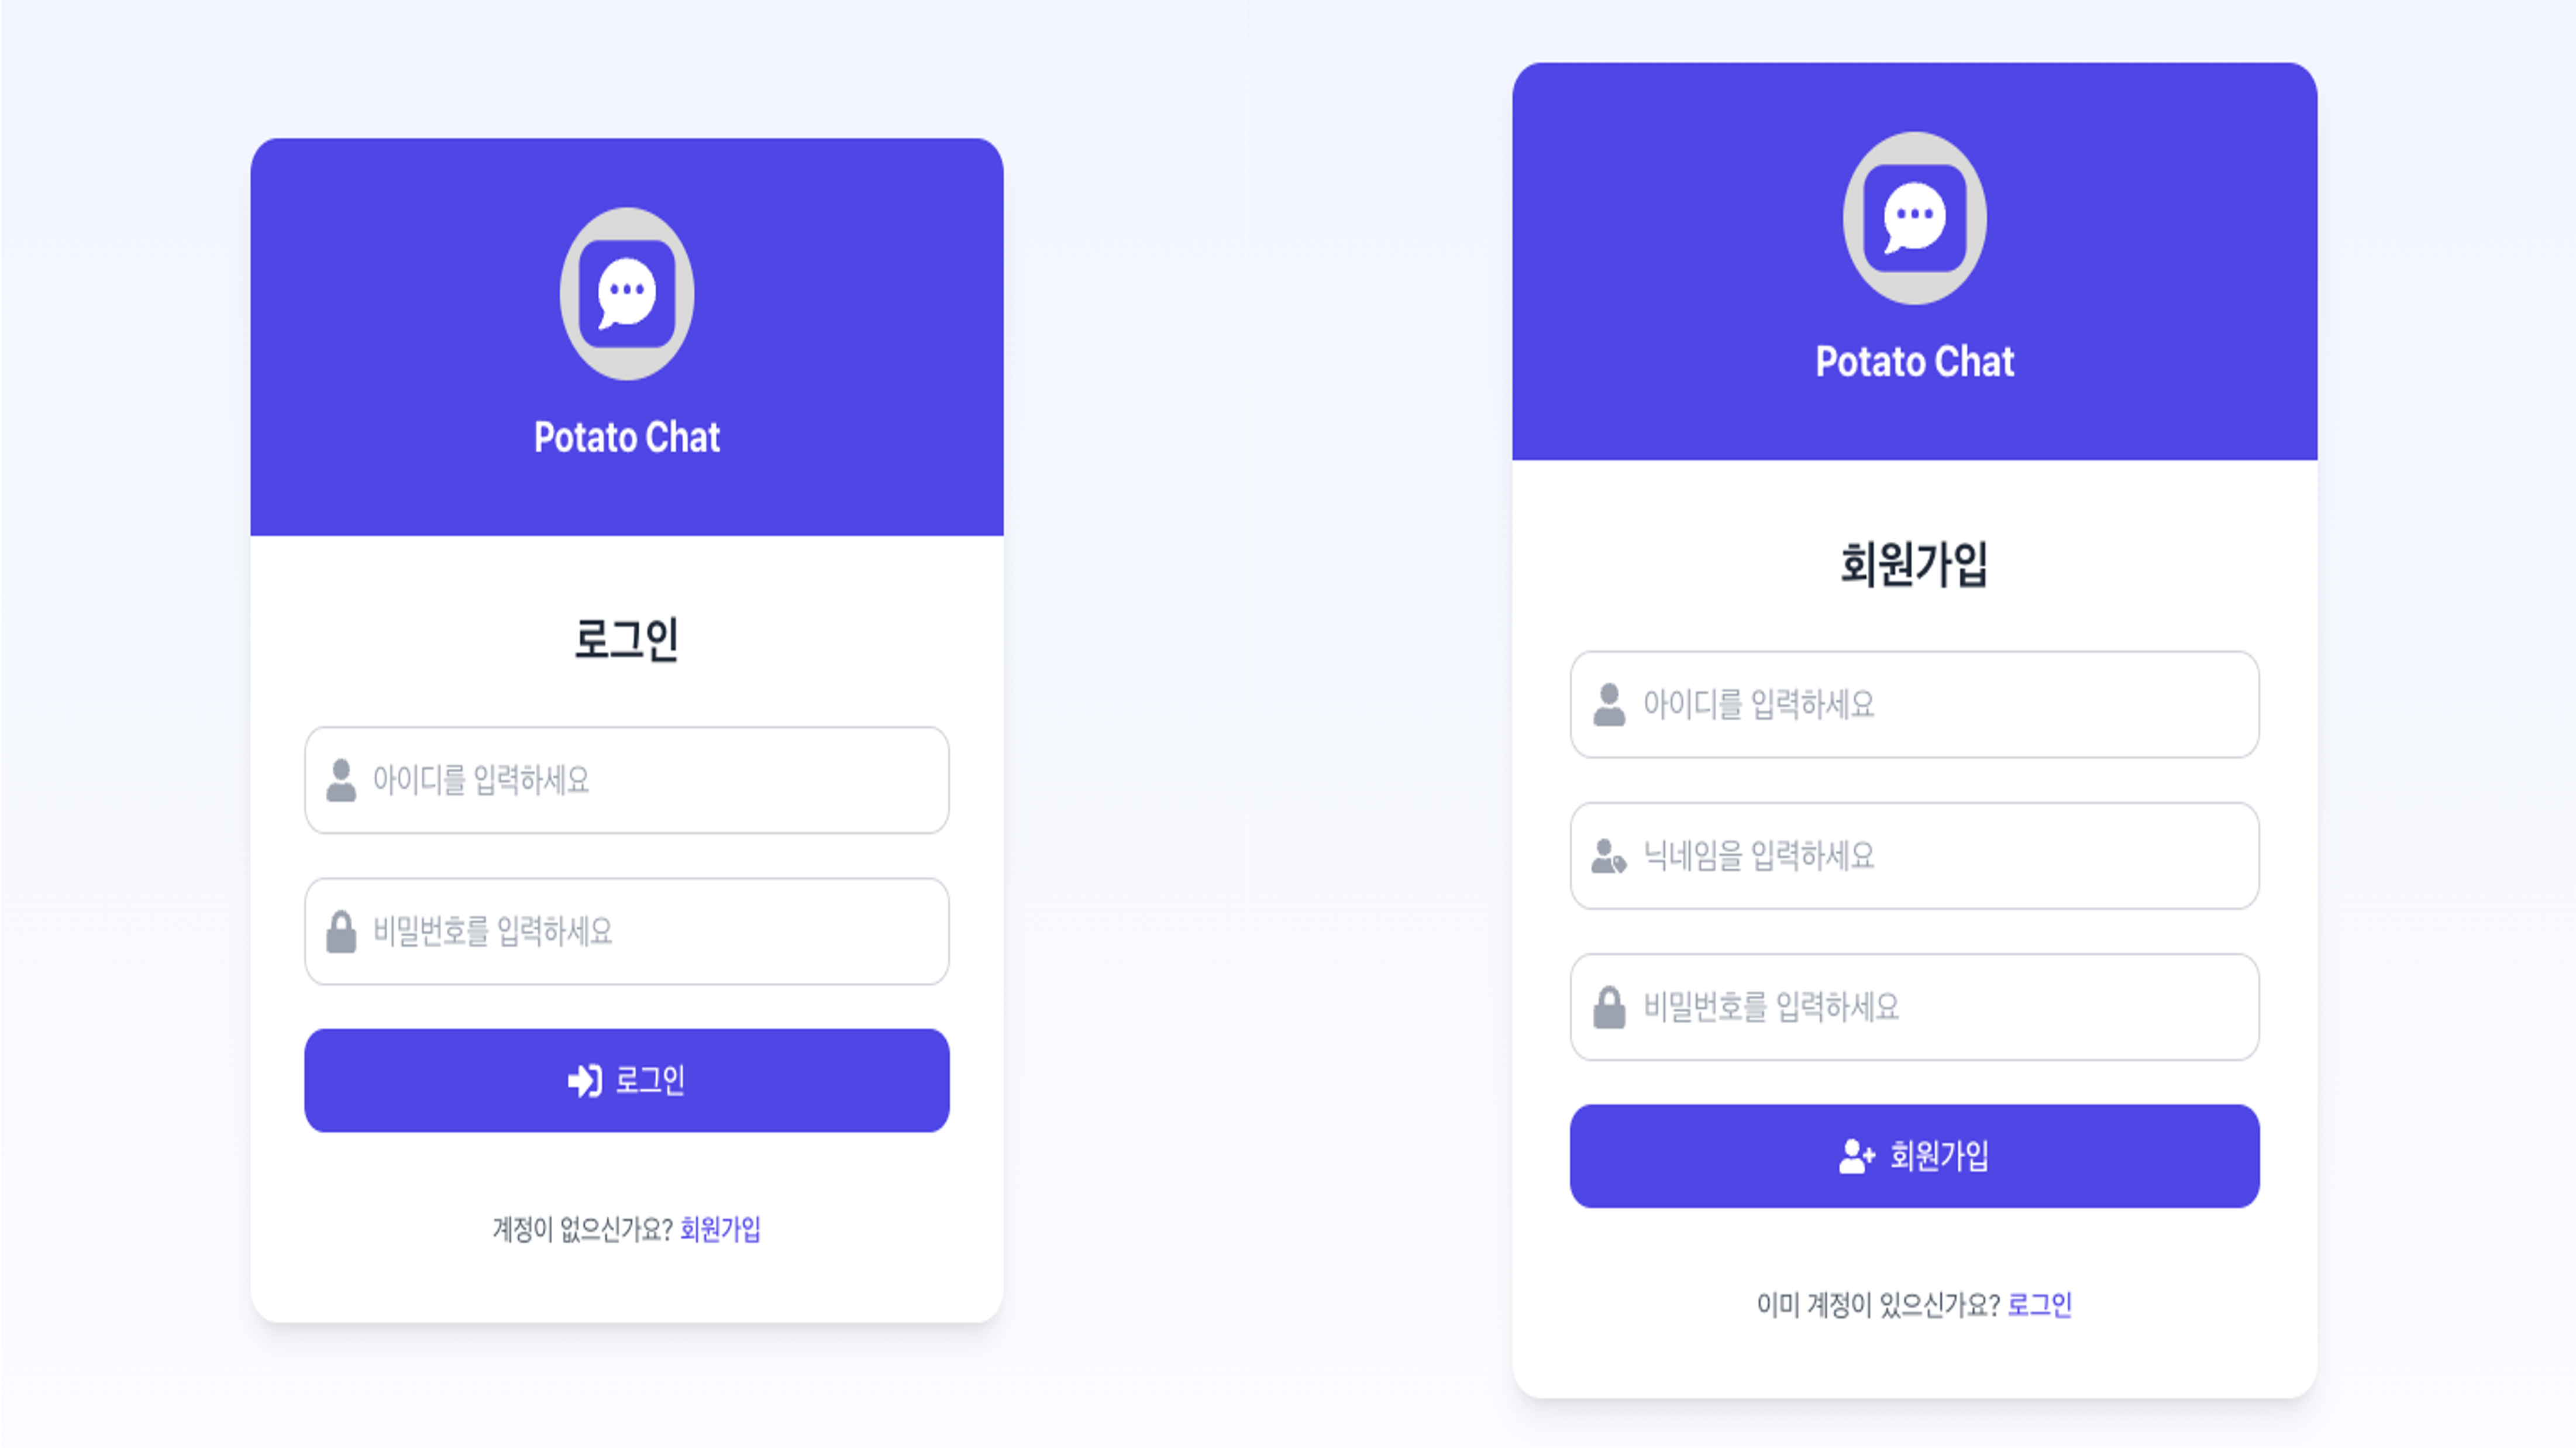 Potato Chat
로그인
아이디를 입력하세요
비밀번호를 입력하세요
로그인
계정이 없으신가요? 회원가입
Potato Chat
회원가입
아이디를 입력하세요
닉네임을 입력하세요
비밀번호를 입력하세요
회원가입
이미 계정이 있으신가요? 로그인